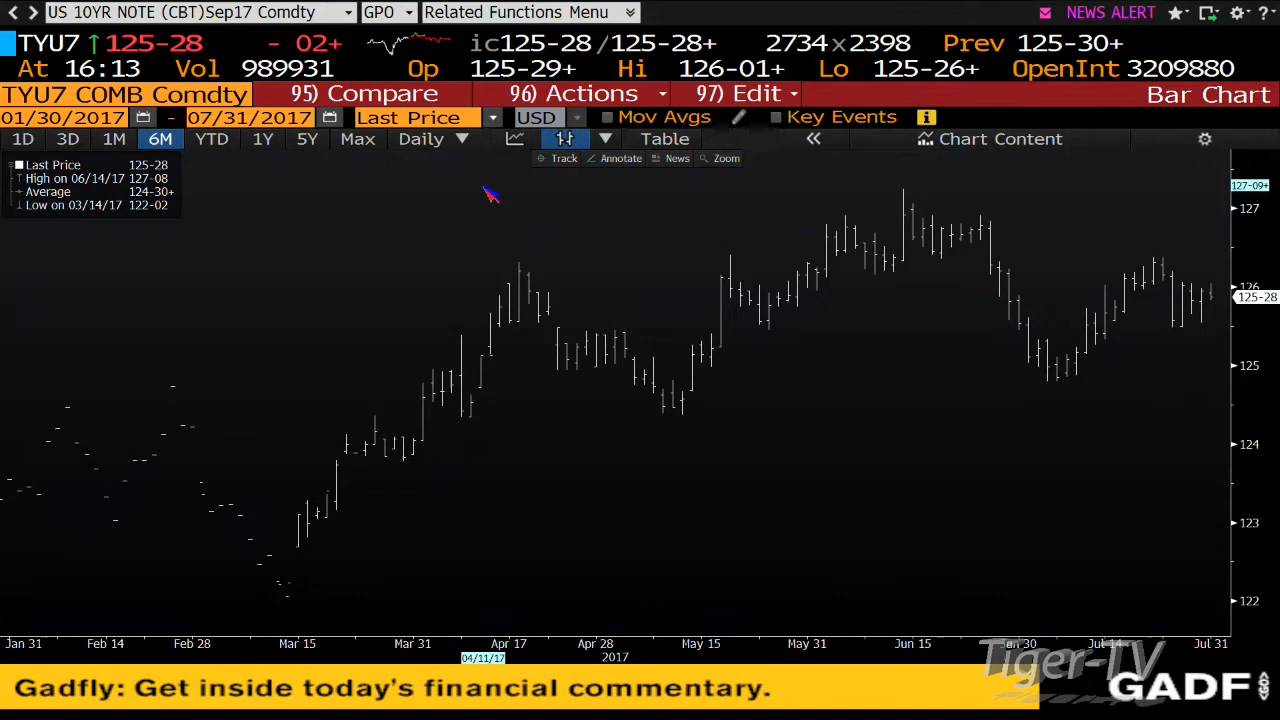 US 10YR NOTE (CBT)Sep17 Comdty GPO Related Functions Menu NEWS ALERT
TYU7 ↑125-28 - 02+ ic125-28 /125-28+ 2734x2398 Prev 125-30+
At 16:13 Vol 989931 Op 125-29+ Hi 126-01+ Lo 125-26+ OpenInt 3209880
TYU7 COMB Comdty 95) Compare 96) Actions 97) Edit Bar Chart
01/30/2017 - 07/31/2017 Last Price USD Mov Avgs Key Events
1D 3D 1M 6M YTD 1Y 5Y Max Daily Table « Chart Content
Track Annotate News Zoom
Last Price 125-28
High on 06/14/17 127-08
Average 124-30+
Low on 03/14/17 122-02
127-09+
127
126
125-28
125
124
123
122
Jan 31 Feb 14 Feb 28 Mar 15 Mar 31 Apr 17 Apr 28 May 15 May 31 Jun 15 Jun 30 Jul 14 Jul 31
04/11/17 2017
Tiger-TV
Gadfly: Get inside today's financial commentary. GADF GO